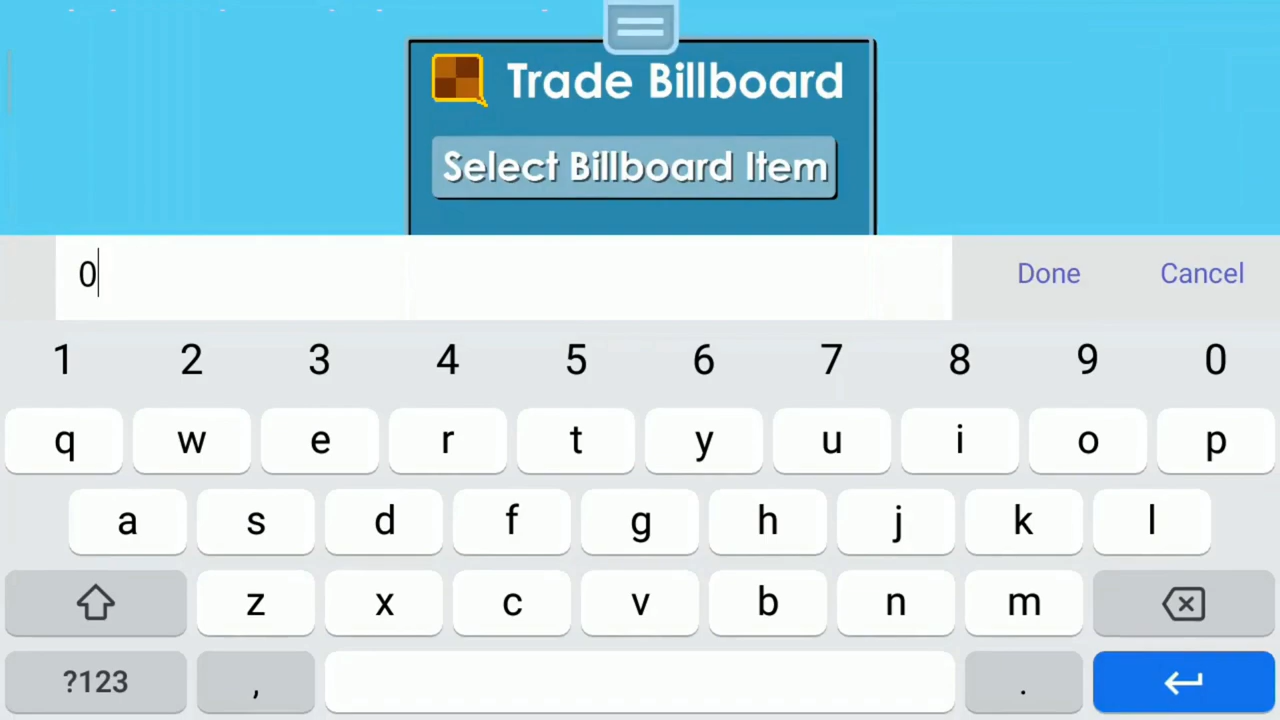 Trade Billboard
Select Billboard Item
0
Done
Cancel
1 2 3 4 5 6 7 8 9 0
q w e r t y u i o p
a s d f g h j k l
z x c v b n m
?123 , .